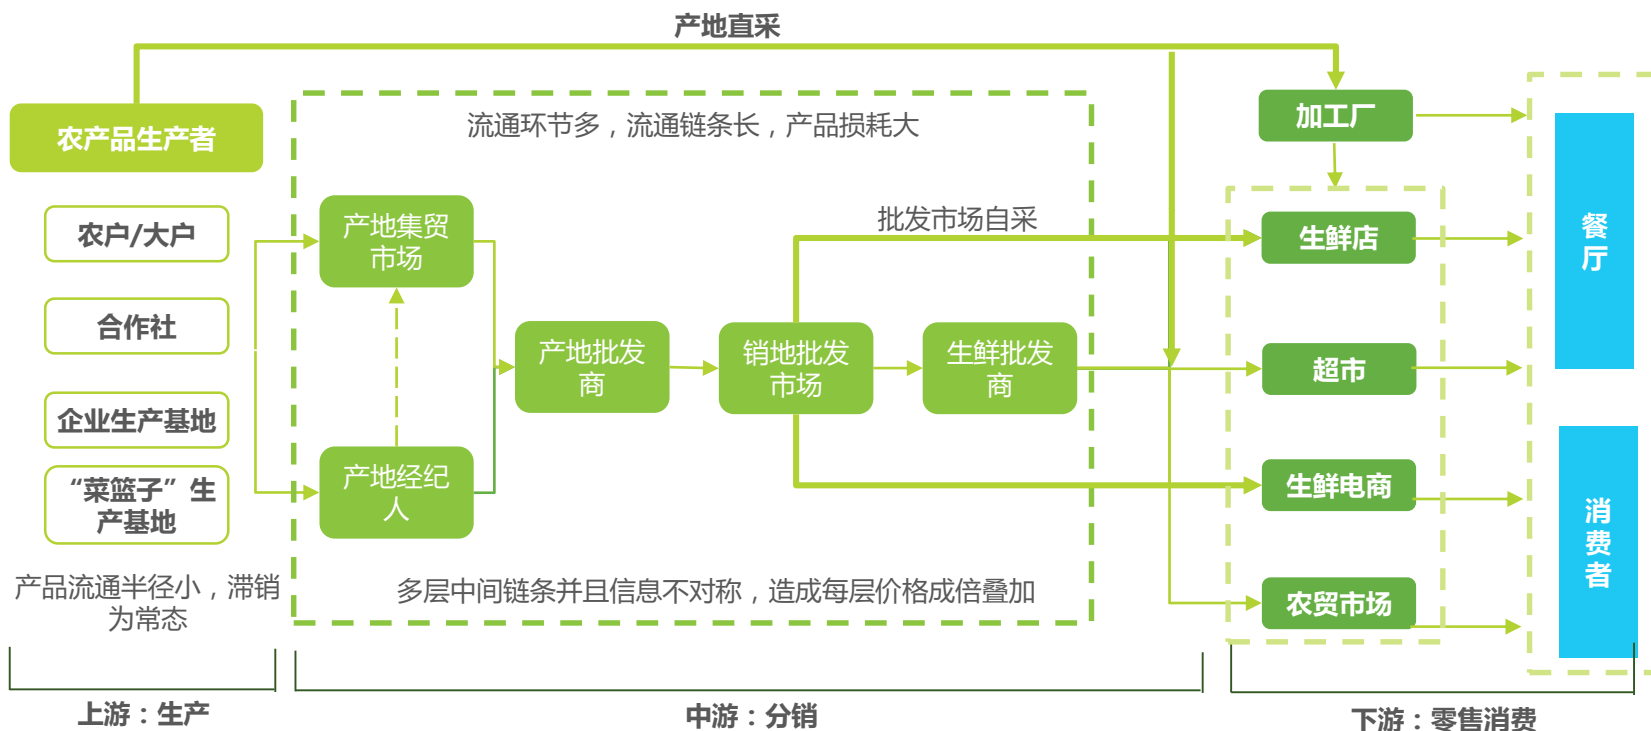 产地直采
农产品生产者
农户/大户
合作社
企业生产基地
“菜篮子”生
产基地
产品流通半径小，滞销
为常态
流通环节多，流通链条长，产品损耗大
产地集贸
市场
产地经纪
人
产地批发
商
销地批发
市场
生鲜批发
商
批发市场自采
多层中间链条并且信息不对称，造成每层价格成倍叠加
加工厂
生鲜店
超市
生鲜电商
农贸市场
餐
厅
消
费
者
上游：生产
中游：分销
下游：零售消费